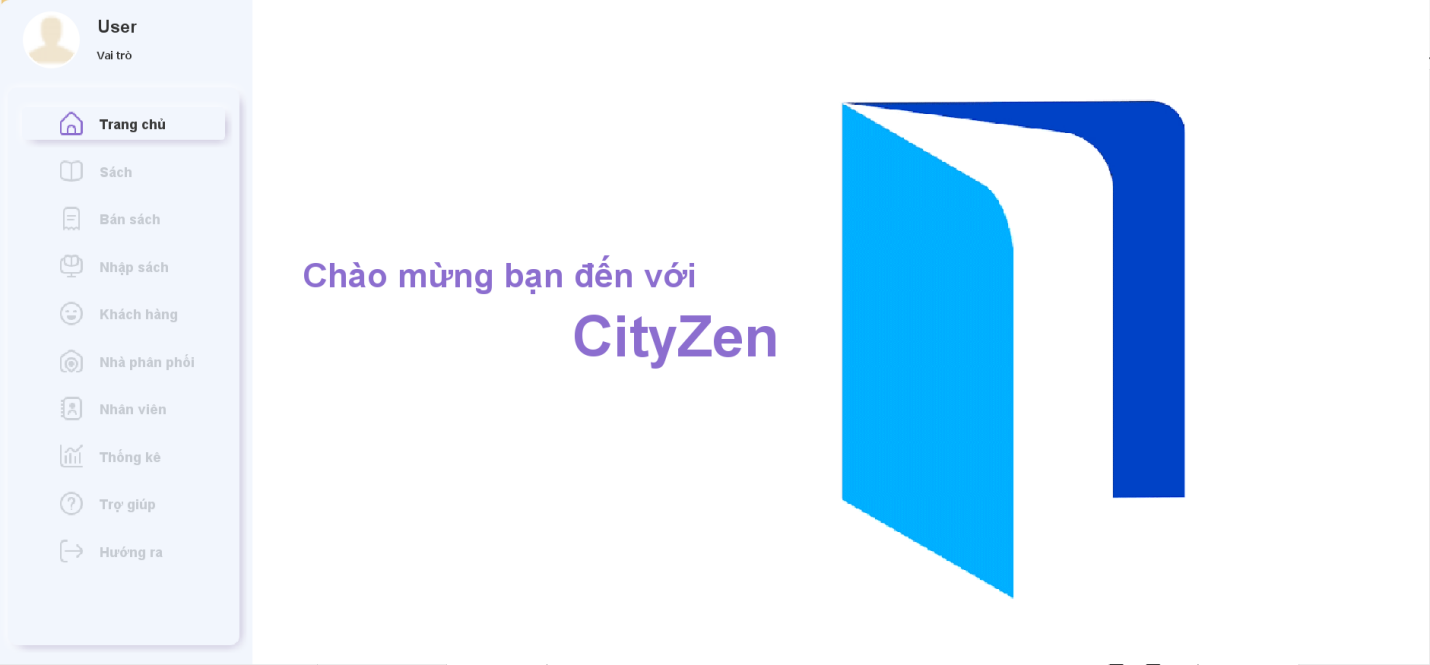 User
Vai trò
Trang chủ
Sách
Bán sách
Nhập sách
Khách hàng
Nhà phân phối
Nhân viên
Thống kê
Trợ giúp
Hướng ra
Chào mừng bạn đến với
CityZen